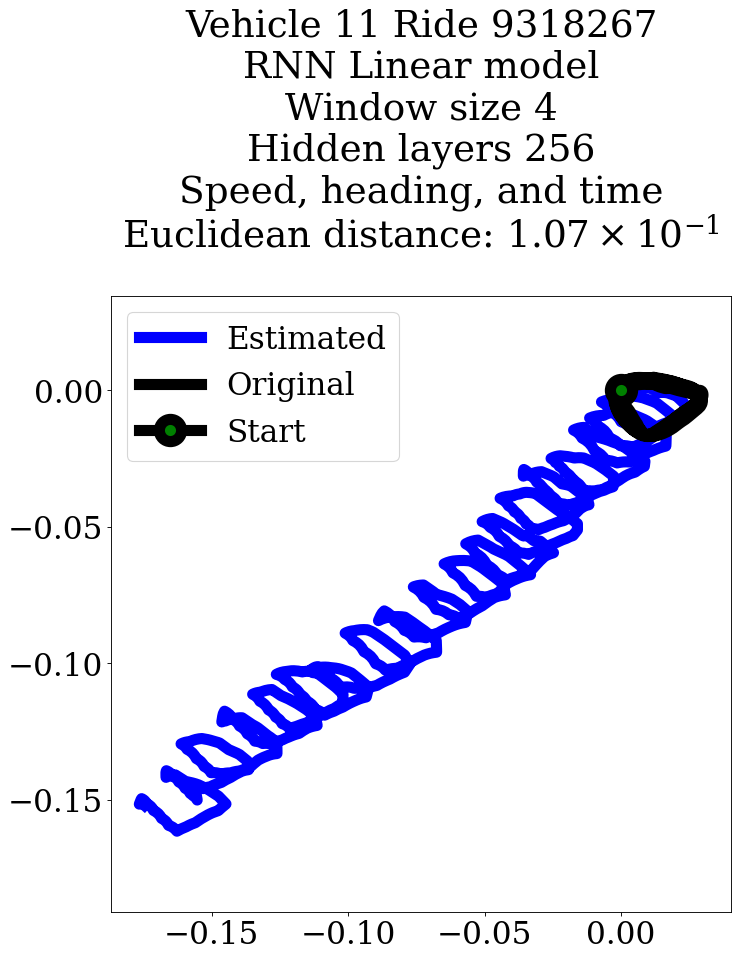 Vehicle 11 Ride 9318267
RNN Linear model
Window size 4
Hidden layers 256
Speed, heading, and time
Euclidean distance: 1.07 × 10⁻¹
Estimated
Original
Start
0.00
−0.05
−0.10
−0.15
−0.15 −0.10 −0.05 0.00